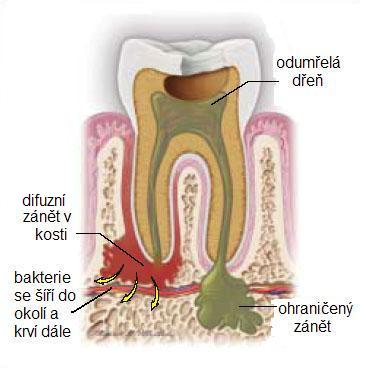 odumřelá
dřeň
difuzní
zánět v
kosti
bakterie
se šíří do
okolí a
krví dále
ohraničený
zánět